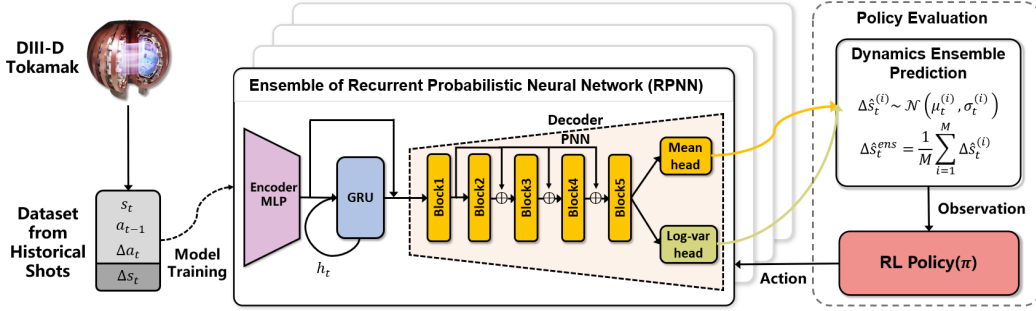 DIII-D
Tokamak
Dataset from
Historical
Shots
s_t
a_{t-1}
Δa_t
Δs_t
Model
Training
Ensemble of Recurrent Probabilistic Neural Network (RPNN)
Encoder
MLP
GRU
h_t
Decoder
PNN
Block1
Block2
Block3
Block4
Block5
Mean
head
Log-var
head
Policy Evaluation
Dynamics Ensemble
Prediction
Δŝ_t^{(i)} ~ 𝒩(μ_t^{(i)}, σ_t^{(i)})
Δŝ_t^{ens} = \frac{1}{M} \sum_{i=1}^{M} Δŝ_t^{(i)}
Observation
RL Policy(π)
Action